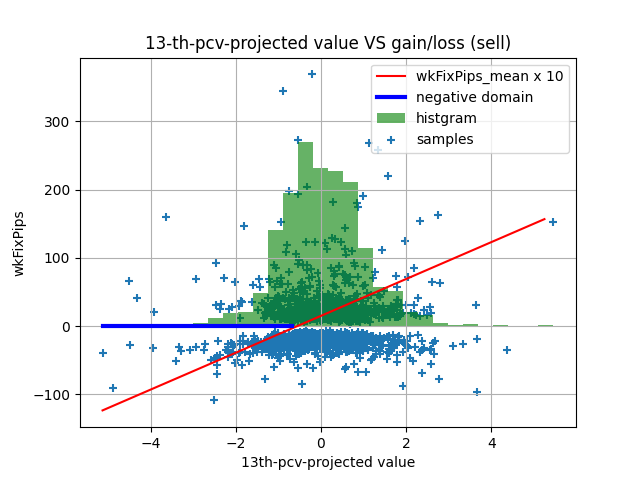 13-th-pcv-projected value VS gain/loss (sell)
wkFixPips_mean x 10
negative domain
histgram
samples
wkFixPips
300
200
100
0
−100
−4
−2
0
2
4
13th-pcv-projected value